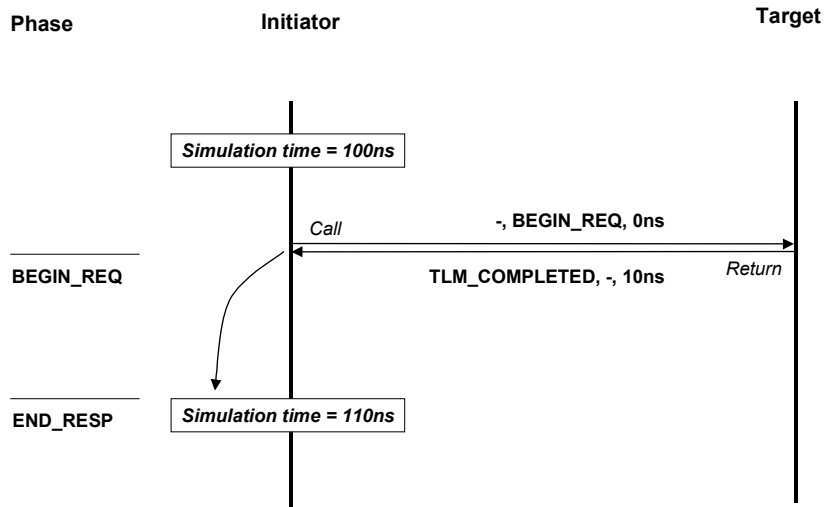 Phase
Initiator
Target
Simulation time = 100ns
Call
-, BEGIN_REQ, 0ns
BEGIN_REQ
TLM_COMPLETED, -, 10ns
Return
END_RESP
Simulation time = 110ns